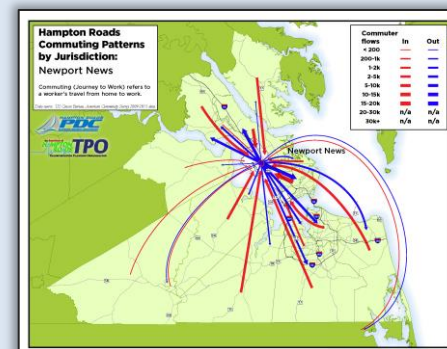 Hampton Roads
Commuting Patterns
by Jurisdiction:
Newport News
Commuting (Journey to Work) refers to
a worker's travel from home to work.
PDC
TPO
Newport News
Commuter
flows In Out
< 200
200-1k
1-2k
2-5k
5-10k
10-15k
15-20k
20-30k n/a n/a
30k+ n/a n/a